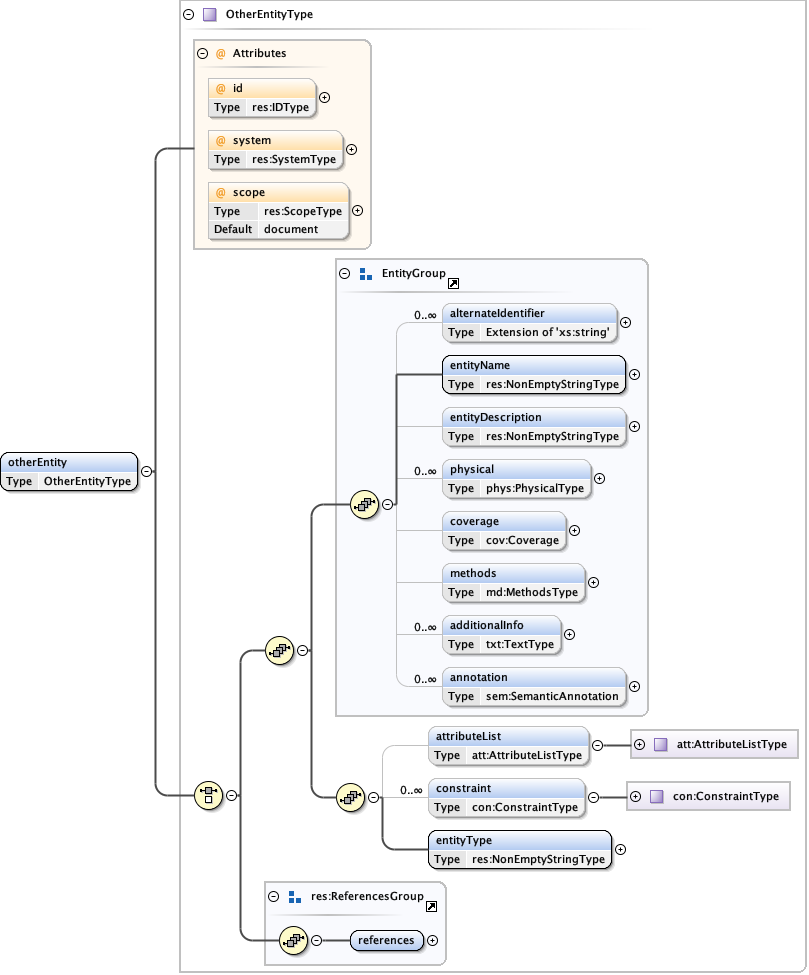 OtherEntityType
@ Attributes
@ id
Type res:IDType
@ system
Type res:SystemType
@ scope
Type res:ScopeType
Default document
EntityGroup
0..∞ alternateIdentifier
Type Extension of 'xs:string'
entityName
Type res:NonEmptyStringType
entityDescription
Type res:NonEmptyStringType
otherEntity
Type OtherEntityType
0..∞ physical
Type phys:PhysicalType
coverage
Type cov:Coverage
methods
Type md:MethodsType
0..∞ additionalInfo
Type txt:TextType
0..∞ annotation
Type sem:SemanticAnnotation
attributeList
Type att:AttributeListType
att:AttributeListType
0..∞ constraint
Type con:ConstraintType
con:ConstraintType
entityType
Type res:NonEmptyStringType
res:ReferencesGroup
references